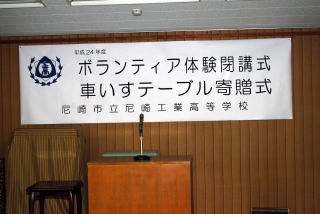 平成24年度
ボランティア体験閉講式
車いすテーブル寄贈式
尼崎市立尼崎工業高等学校